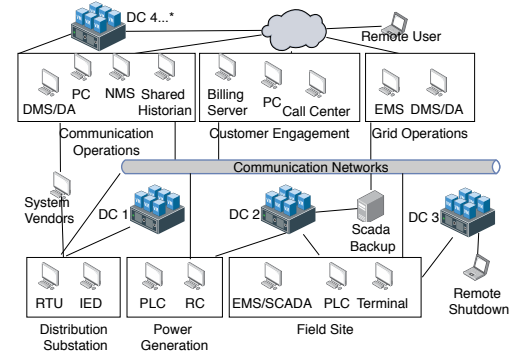 DC 4...*
Remote User
PC
NMS
Shared
Historian
DMS/DA
Billing
Server
PC
Call Center
EMS
DMS/DA
Communication
Operations
Customer Engagement
Grid Operations
Communication Networks
System
Vendors
DC 1
DC 2
Scada
Backup
DC 3
RTU
IED
PLC
RC
EMS/SCADA
PLC
Terminal
Remote
Shutdown
Distribution
Substation
Power
Generation
Field Site